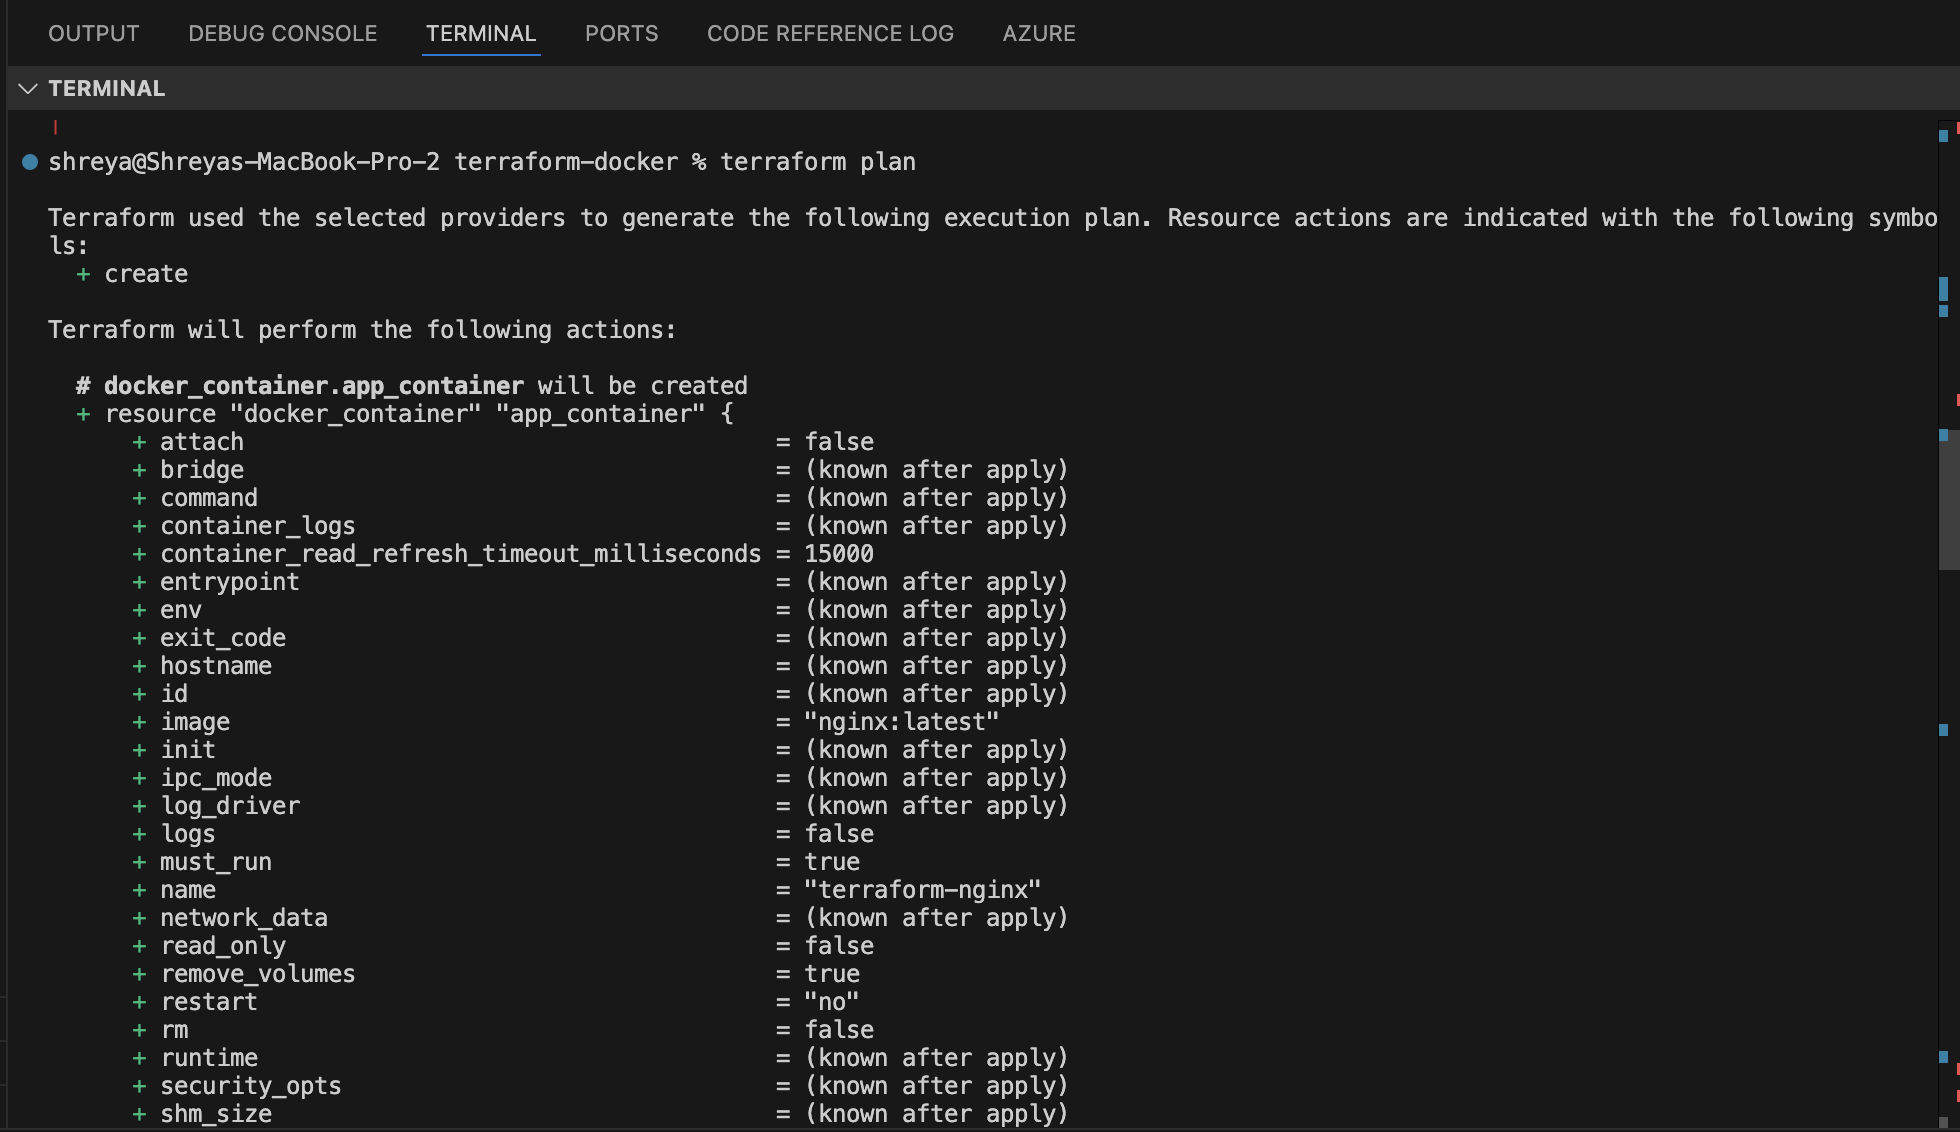 OUTPUT DEBUG CONSOLE TERMINAL PORTS CODE REFERENCE LOG AZURE
TERMINAL
shreya@Shreyas-MacBook-Pro-2 terraform-docker % terraform plan
Terraform used the selected providers to generate the following execution plan. Resource actions are indicated with the following symbo
ls:
  + create
Terraform will perform the following actions:
  # docker_container.app_container will be created
  + resource "docker_container" "app_container" {
      + attach                                      = false
      + bridge                                      = (known after apply)
      + command                                     = (known after apply)
      + container_logs                              = (known after apply)
      + container_read_refresh_timeout_milliseconds = 15000
      + entrypoint                                  = (known after apply)
      + env                                         = (known after apply)
      + exit_code                                   = (known after apply)
      + hostname                                    = (known after apply)
      + id                                          = (known after apply)
      + image                                       = "nginx:latest"
      + init                                        = (known after apply)
      + ipc_mode                                    = (known after apply)
      + log_driver                                  = (known after apply)
      + logs                                        = false
      + must_run                                    = true
      + name                                        = "terraform-nginx"
      + network_data                                = (known after apply)
      + read_only                                   = false
      + remove_volumes                              = true
      + restart                                     = "no"
      + rm                                          = false
      + runtime                                     = (known after apply)
      + security_opts                               = (known after apply)
      + shm_size                                    = (known after apply)